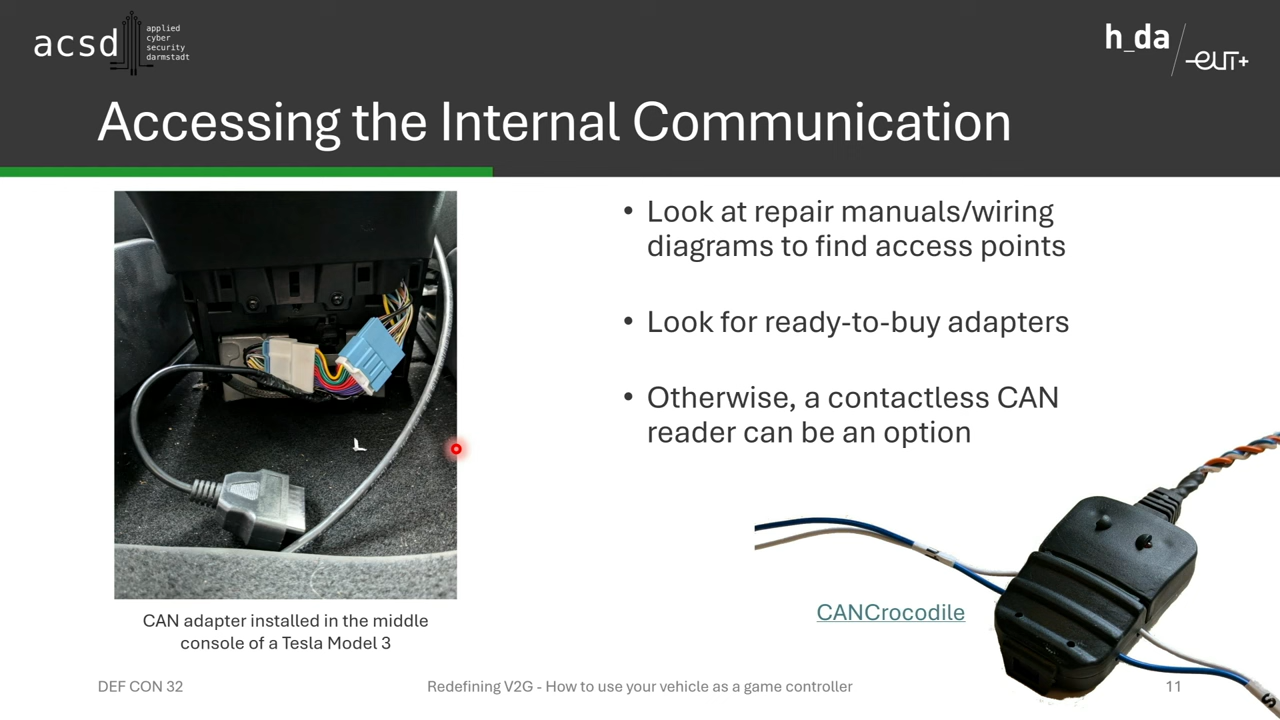 acsd
applied
cyber
security
darmstadt
h_da
eut+
Accessing the Internal Communication
• Look at repair manuals/wiring
diagrams to find access points
• Look for ready-to-buy adapters
• Otherwise, a contactless CAN
reader can be an option
CAN adapter installed in the middle
console of a Tesla Model 3
CANCrocodile
DEF CON 32
Redefining V2G - How to use your vehicle as a game controller
11